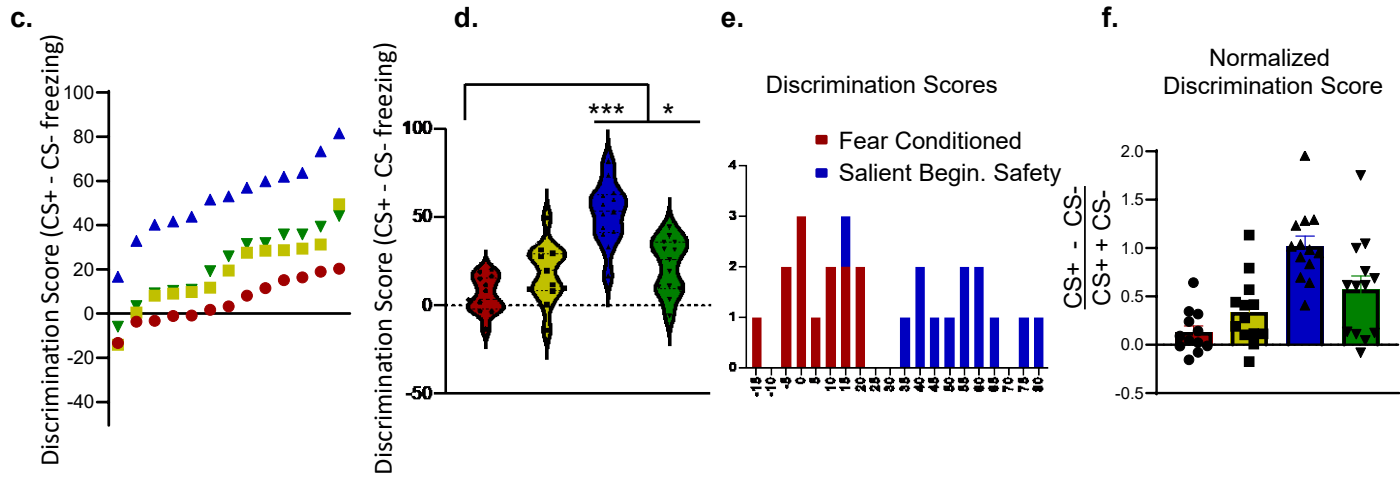 c.
Discrimination Score (CS+ - CS- freezing)
100
80
60
40
20
0
-20
-40
d.
Discrimination Score (CS+ - CS- freezing)
*** *
100
50
0
-50
e.
Discrimination Scores
Fear Conditioned
Salient Begin. Safety
4
3
2
1
0
-15 -10 -5 0 5 10 15 20 25 30 35 40 45 50 55 60 65 70 75 80
f.
Normalized
Discrimination Score
CS+ - CS-
CS+ + CS-
2.0
1.5
1.0
0.5
0.0
-0.5